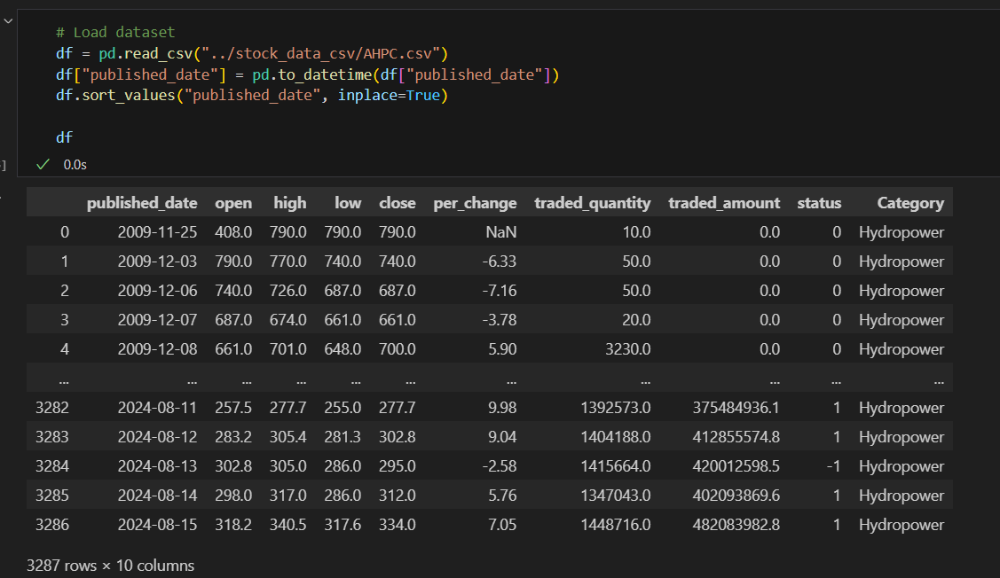 # Load dataset
df = pd.read_csv("../stock_data_csv/AHPC.csv")
df["published_date"] = pd.to_datetime(df["published_date"])
df.sort_values("published_date", inplace=True)
df
] ✓ 0.0s
published_date open high low close per_change traded_quantity traded_amount status Category
0 2009-11-25 408.0 790.0 790.0 790.0 NaN 10.0 0.0 0 Hydropower
1 2009-12-03 790.0 770.0 740.0 740.0 -6.33 50.0 0.0 0 Hydropower
2 2009-12-06 740.0 726.0 687.0 687.0 -7.16 50.0 0.0 0 Hydropower
3 2009-12-07 687.0 674.0 661.0 661.0 -3.78 20.0 0.0 0 Hydropower
4 2009-12-08 661.0 701.0 648.0 700.0 5.90 3230.0 0.0 0 Hydropower
... ... ... ... ... ... ... ... ... ... ...
3282 2024-08-11 257.5 277.7 255.0 277.7 9.98 1392573.0 375484936.1 1 Hydropower
3283 2024-08-12 283.2 305.4 281.3 302.8 9.04 1404188.0 412855574.8 1 Hydropower
3284 2024-08-13 302.8 305.0 286.0 295.0 -2.58 1415664.0 420012598.5 -1 Hydropower
3285 2024-08-14 298.0 317.0 286.0 312.0 5.76 1347043.0 402093869.6 1 Hydropower
3286 2024-08-15 318.2 340.5 317.6 334.0 7.05 1448716.0 482083982.8 1 Hydropower
3287 rows × 10 columns